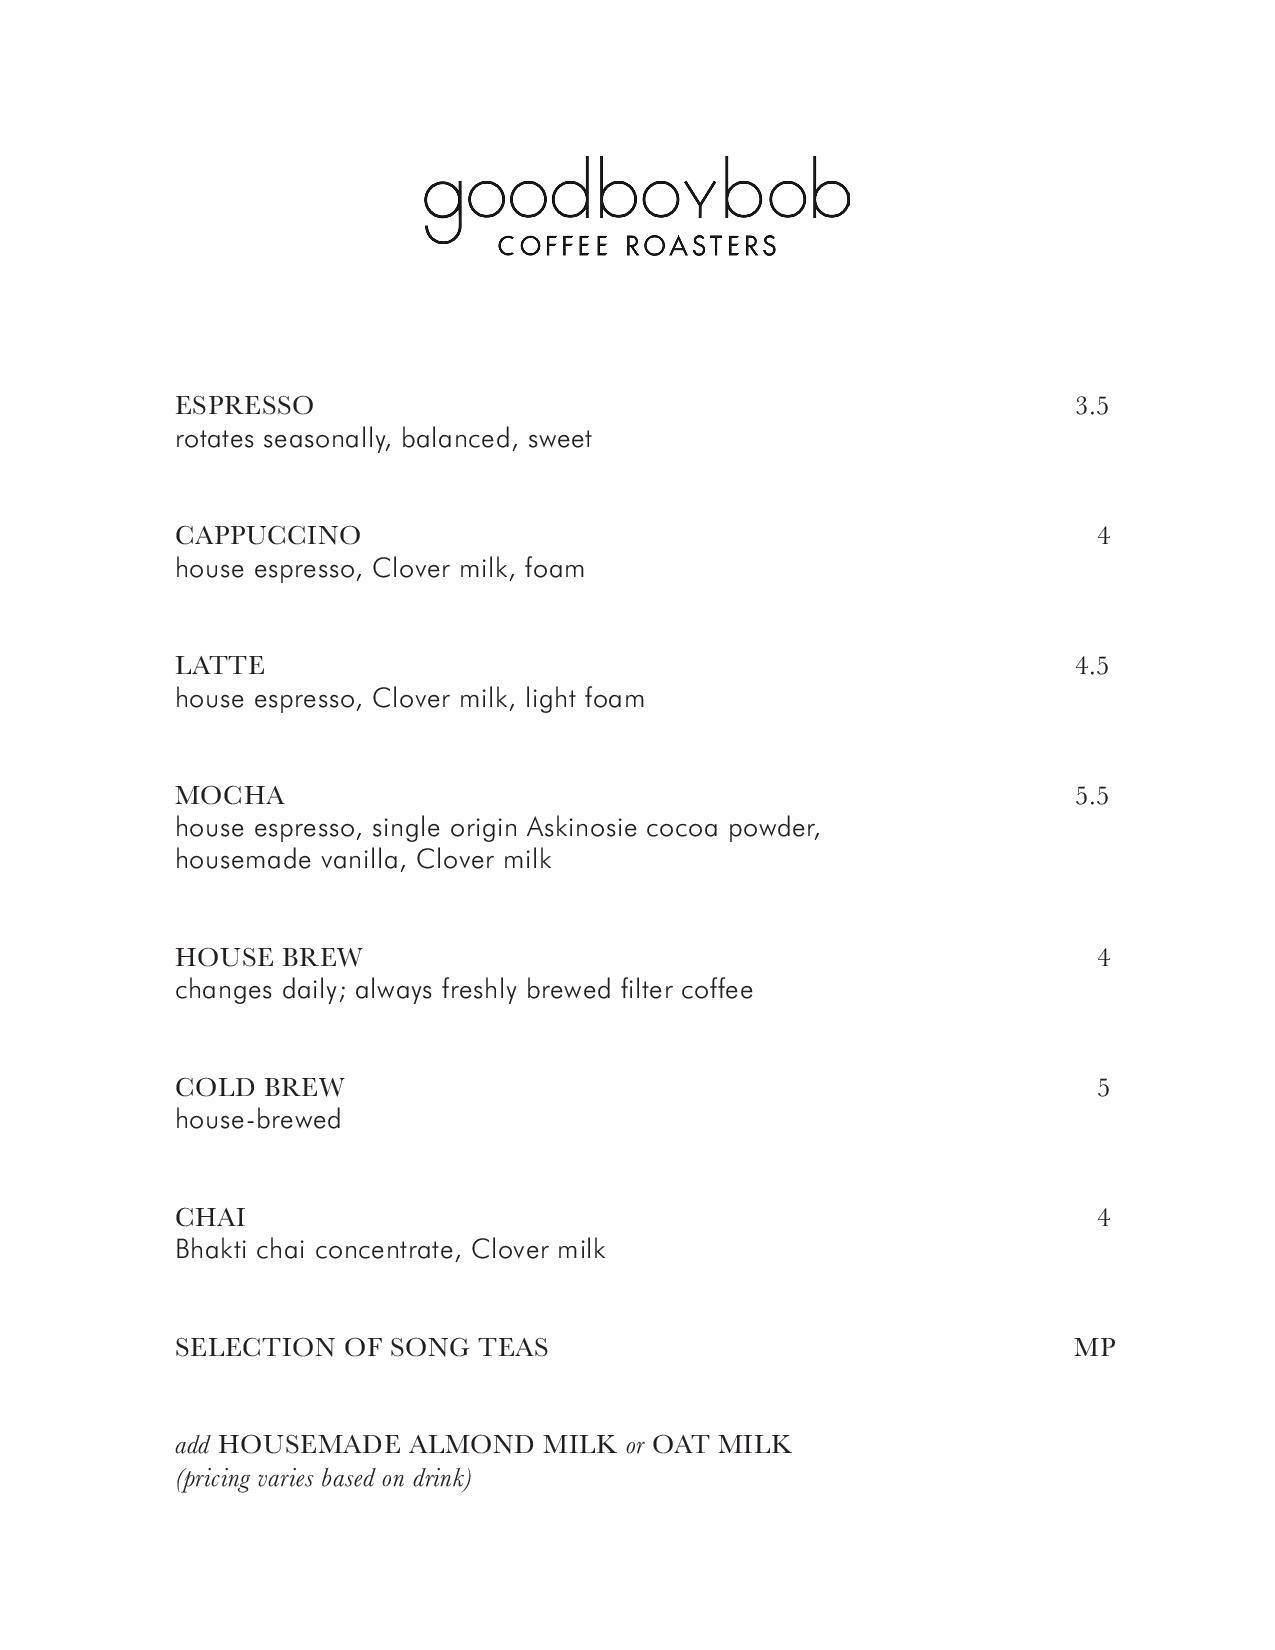 goodboybob
COFFEE ROASTERS
ESPRESSO 3.5
rotates seasonally, balanced, sweet
CAPPUCCINO 4
house espresso, Clover milk, foam
LATTE 4.5
house espresso, Clover milk, light foam
MOCHA 5.5
house espresso, single origin Askinosie cocoa powder,
housemade vanilla, Clover milk
HOUSE BREW 4
changes daily; always freshly brewed filter coffee
COLD BREW 5
house-brewed
CHAI 4
Bhakti chai concentrate, Clover milk
SELECTION OF SONG TEAS MP
add HOUSEMADE ALMOND MILK or OAT MILK
(pricing varies based on drink)